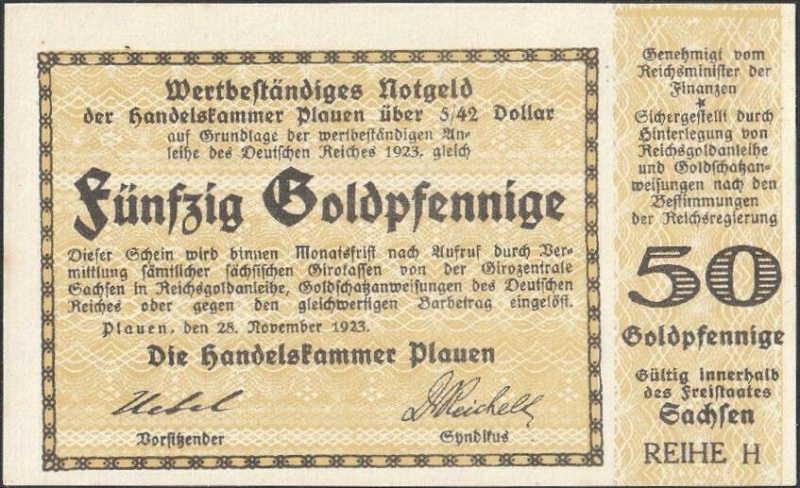 Wertbeständiges Notgeld
der Handelskammer Plauen über 5/42 Dollar
auf Grundlage der wertbeständigen An-
leihe des Deutschen Reiches 1923, gleich
Fünfzig Goldpfennige
Dieser Schein wird binnen Monatsfrist nach Aufruf durch Ver-
mittlung sämtlicher sächsischen Girokassen von der Girozentrale
Sachsen in Reichsgoldanleihe, Goldschatzanweisungen des Deutschen
Reiches oder gegen den gleichwertigen Barbetrag eingelöst.
Plauen, den 28. November 1923.
Die Handelskammer Plauen
Uebel
Vorsitzender
Dr Reichelt
Syndikus
Genehmigt vom
Reichsminister der
Finanzen
*
Sichergestellt durch
Hinterlegung von
Reichsgoldanleihe
und Goldschatzan-
weisungen nach den
Bestimmungen
der Reichsregierung
50
Goldpfennige
Gültig innerhalb
des Freistaates
Sachsen
REIHE H